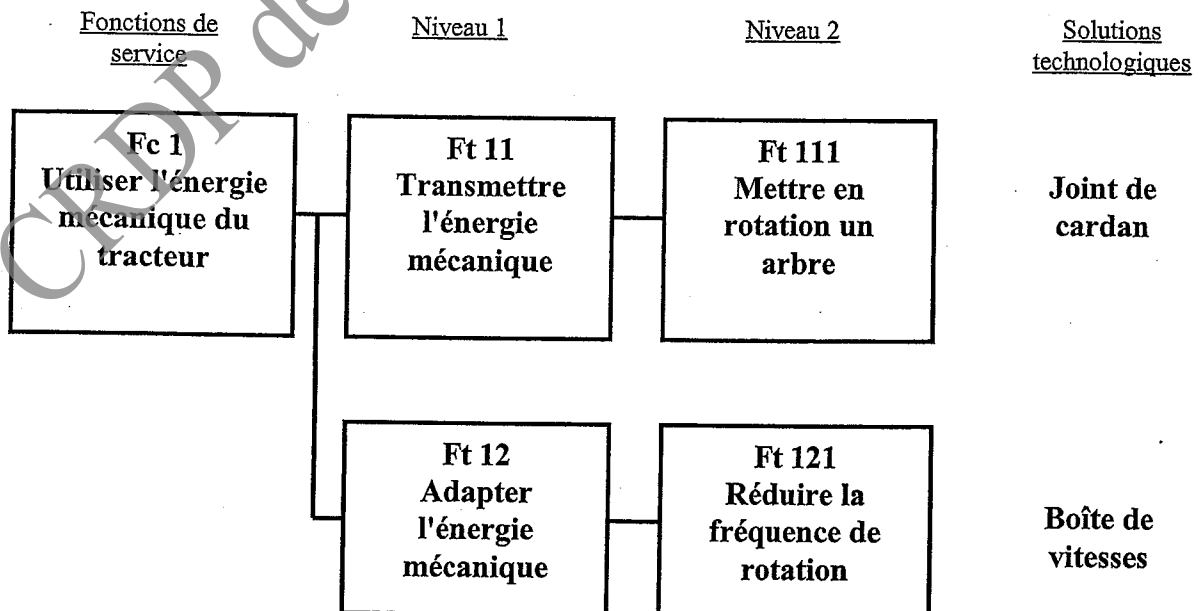 Fonctions de
service
Niveau 1
Niveau 2
Solutions
technologiques
Fc 1
Utiliser l'énergie
mécanique du
tracteur
Ft 11
Transmettre
l'énergie
mécanique
Ft 111
Mettre en
rotation un
arbre
Joint de
cardan
Ft 12
Adapter
l'énergie
mécanique
Ft 121
Réduire la
fréquence de
rotation
Boîte de
vitesses
CRDP de